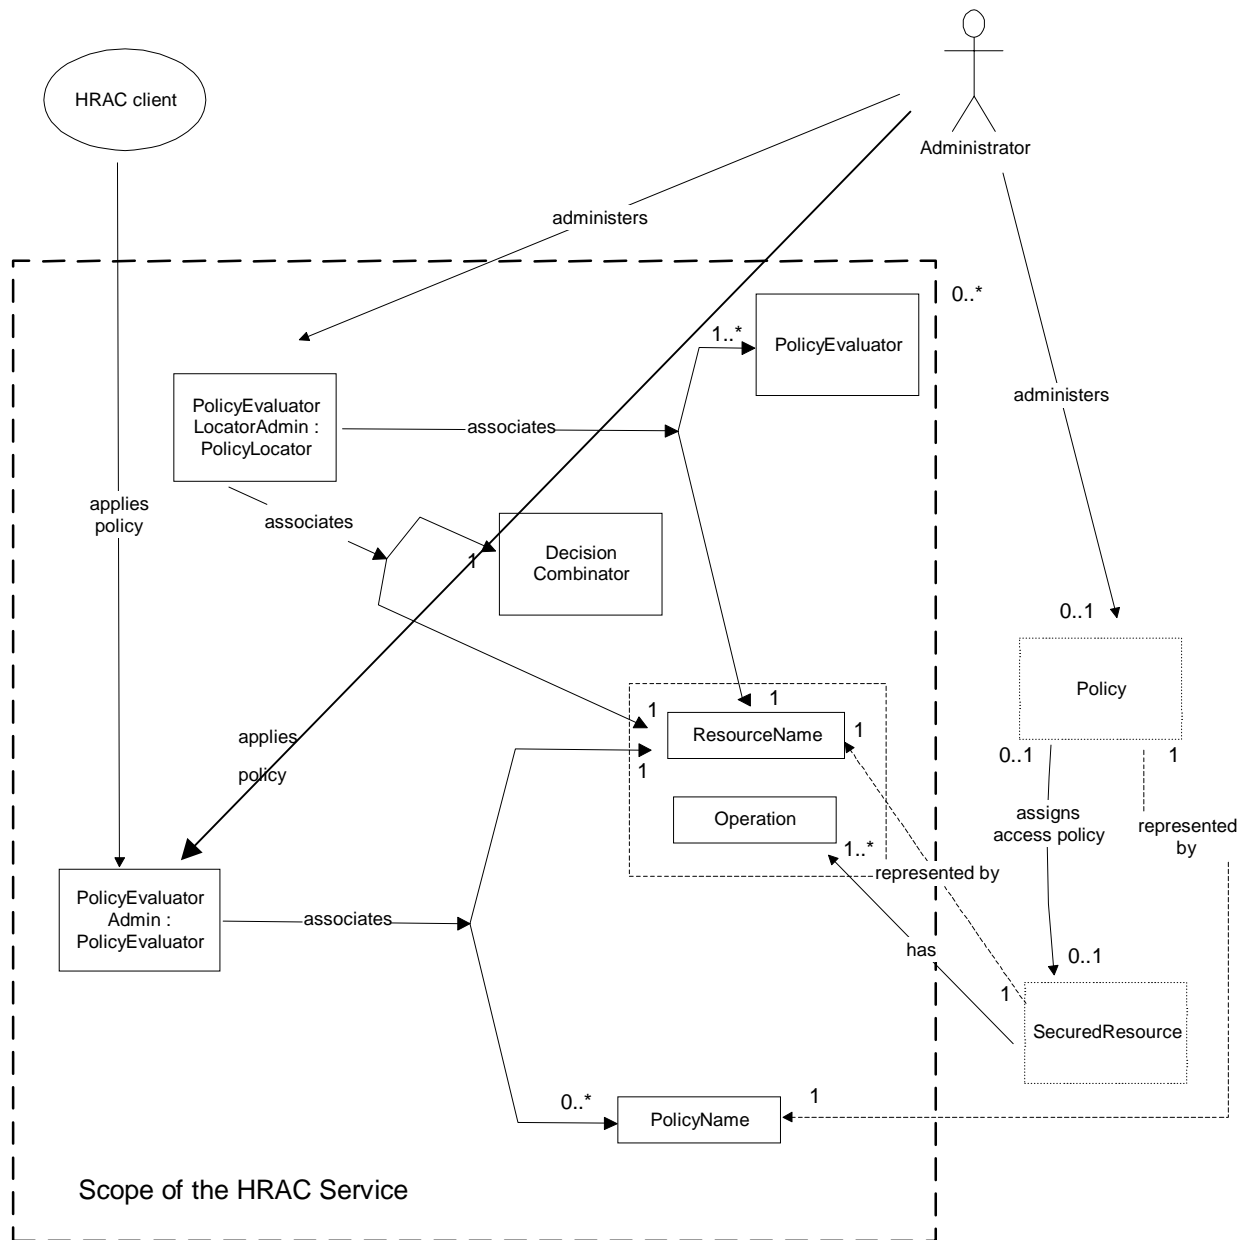 HRAC client
Administrator
administers
0..*
1..*
PolicyEvaluator
administers
PolicyEvaluator
LocatorAdmin :
PolicyLocator
associates
applies
policy
associates
1
Decision
Combinator
0..1
Policy
1
1
ResourceName
1
applies
policy
1
0..1
1
Operation
assigns
access policy
represented
by
1..*
represented by
PolicyEvaluator
Admin :
PolicyEvaluator
associates
has
0..1
1
SecuredResource
0..*
PolicyName
1
Scope of the HRAC Service